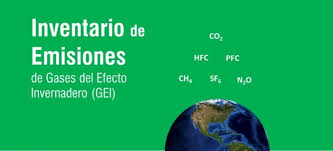 Inventario de
Emisiones
de Gases del Efecto
Invernadero (GEI)
CO₂
HFC PFC
CH₄ SF₆ N₂O